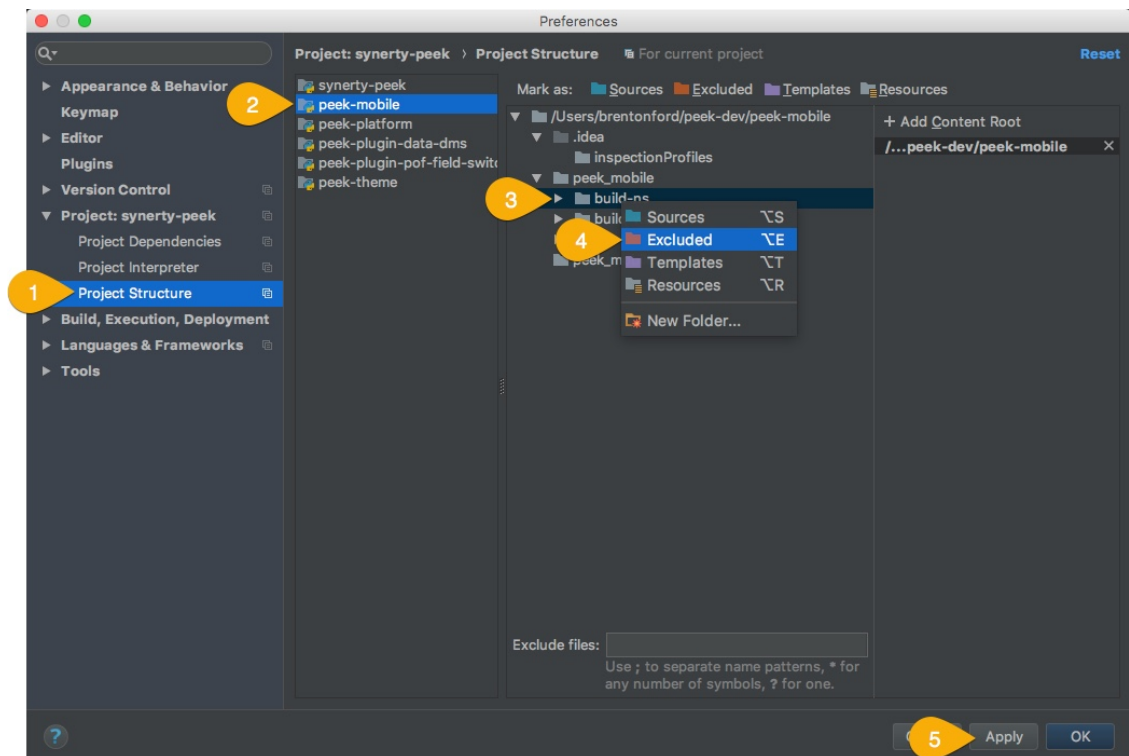 Preferences
Project: synerty-peek › Project Structure For current project Reset
Appearance & Behavior
Keymap
Editor
Plugins
Version Control
Project: synerty-peek
Project Dependencies
Project Interpreter
Project Structure
Build, Execution, Deployment
Languages & Frameworks
Tools
1
2
synerty-peek
peek-mobile
peek-platform
peek-plugin-data-dms
peek-plugin-pof-field-switc
peek-theme
Mark as: Sources Excluded Templates Resources
/Users/brentonford/peek-dev/peek-mobile
.idea
inspectionProfiles
peek_mobile
3
build-ns
buil
peek_m
4
Sources ⌥S
Excluded ⌥E
Templates ⌥T
Resources ⌥R
New Folder...
+ Add Content Root
/...peek-dev/peek-mobile ×
Exclude files:
Use ; to separate name patterns, * for
any number of symbols, ? for one.
?
5
Apply
OK